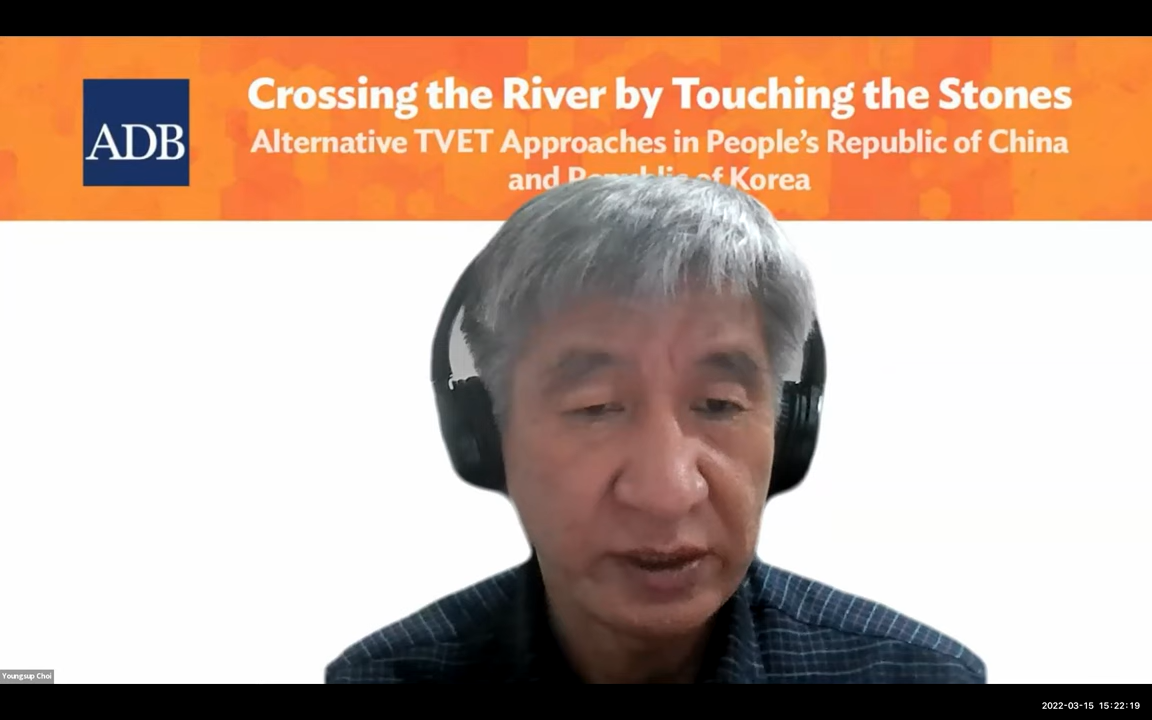 ADB
Crossing the River by Touching the Stones
Alternative TVET Approaches in People's Republic of China
and Republic of Korea
Youngsup Choi
2022-03-15 15:22:19